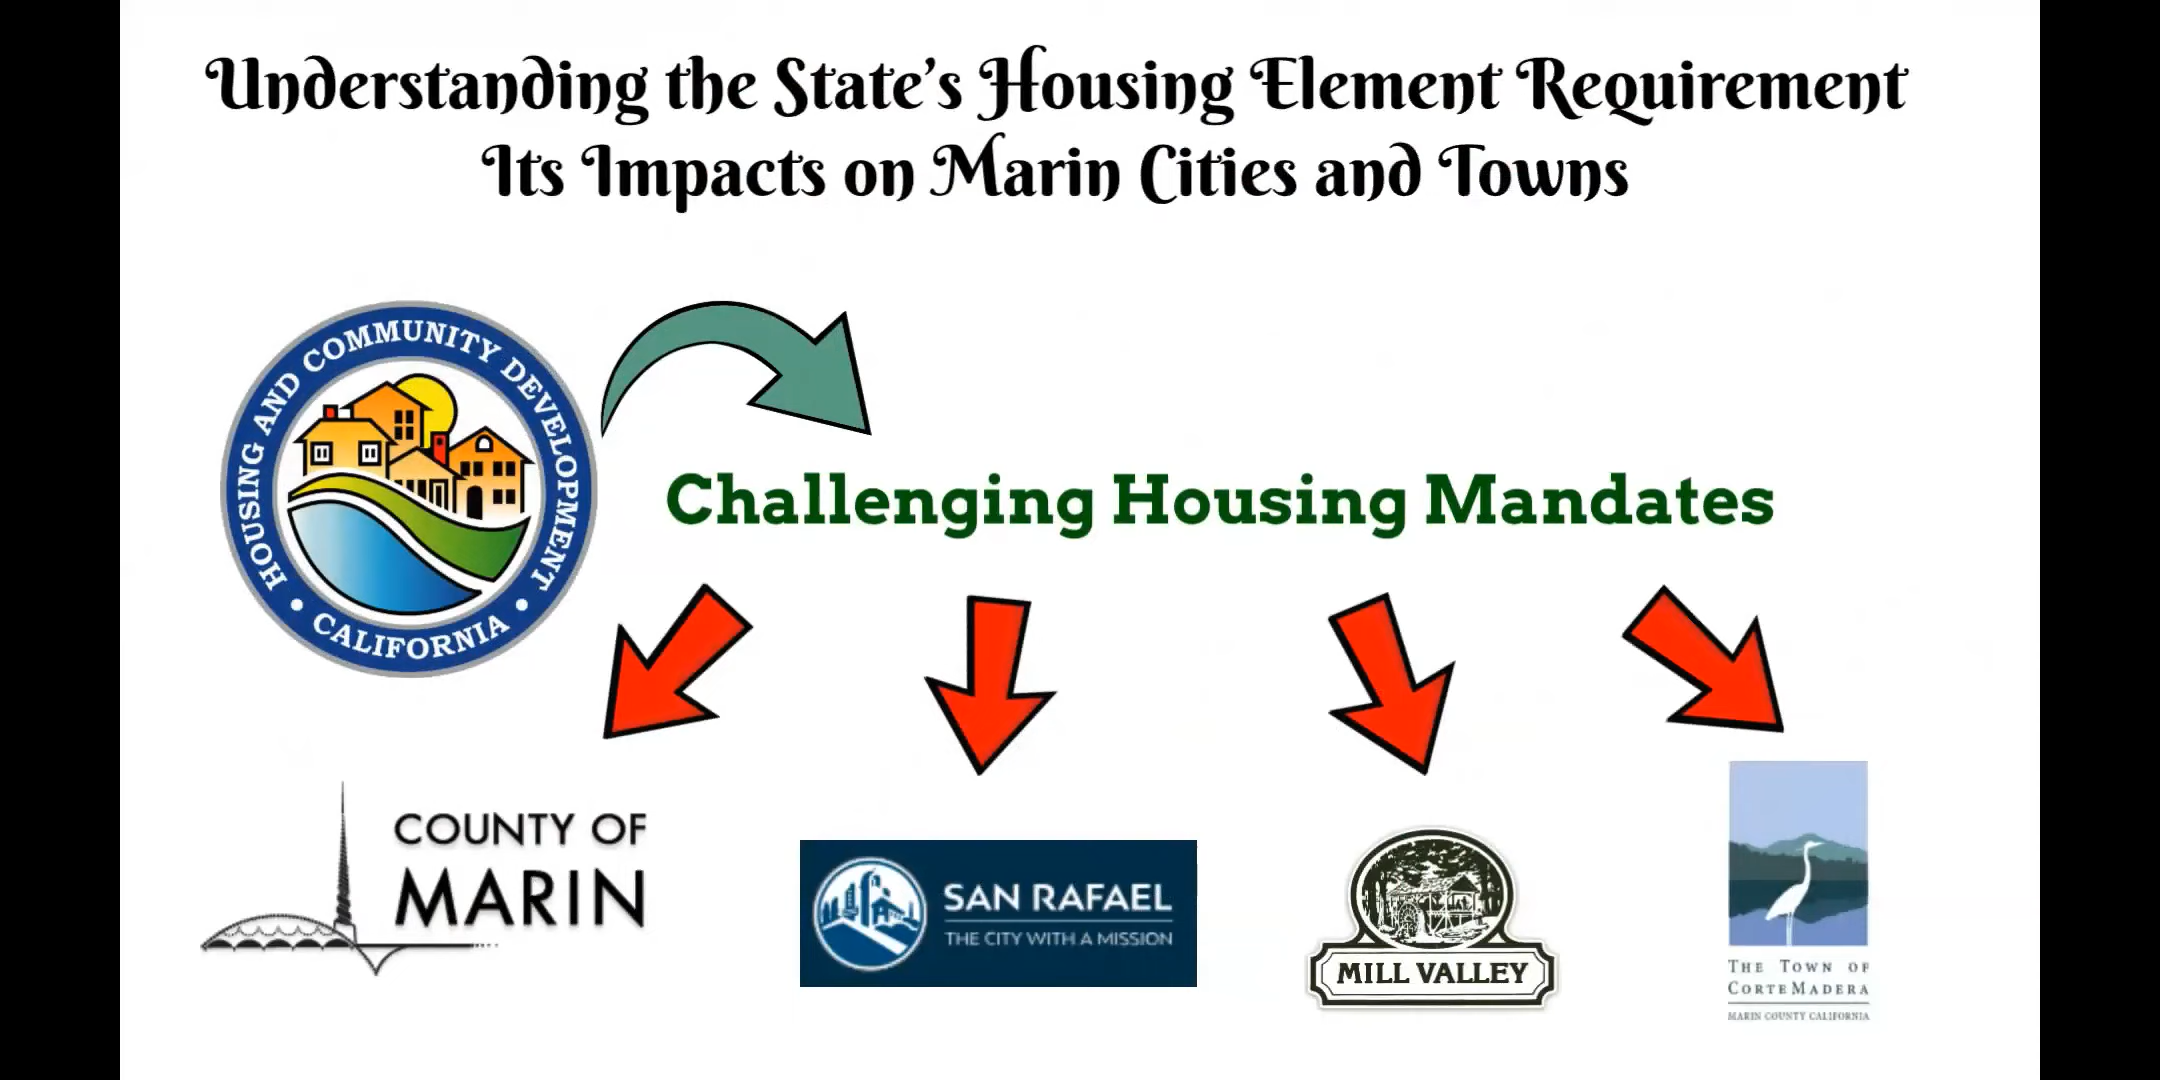 Understanding the State's Housing Element Requirement
Its Impacts on Marin Cities and Towns
HOUSING AND COMMUNITY DEVELOPMENT
• CALIFORNIA •
Challenging Housing Mandates
COUNTY OF
MARIN
SAN RAFAEL
THE CITY WITH A MISSION
MILL VALLEY
THE TOWN OF
CORTE MADERA
MARIN COUNTY CALIFORNIA